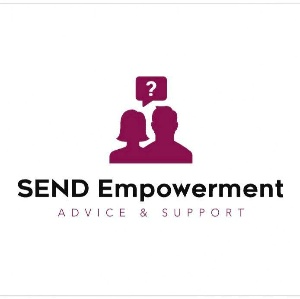 ?
SEND Empowerment
ADVICE & SUPPORT